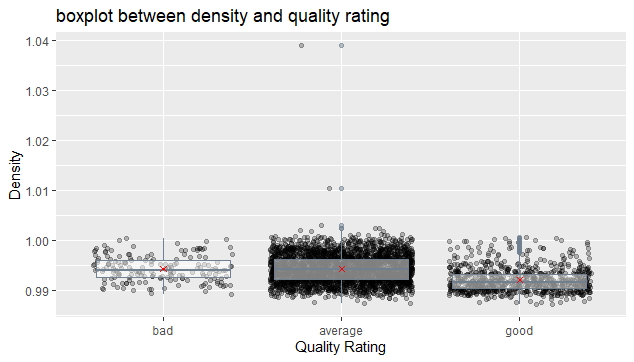 boxplot between density and quality rating
1.04
1.03
1.02
1.01
1.00
0.99
Density
bad average good
Quality Rating